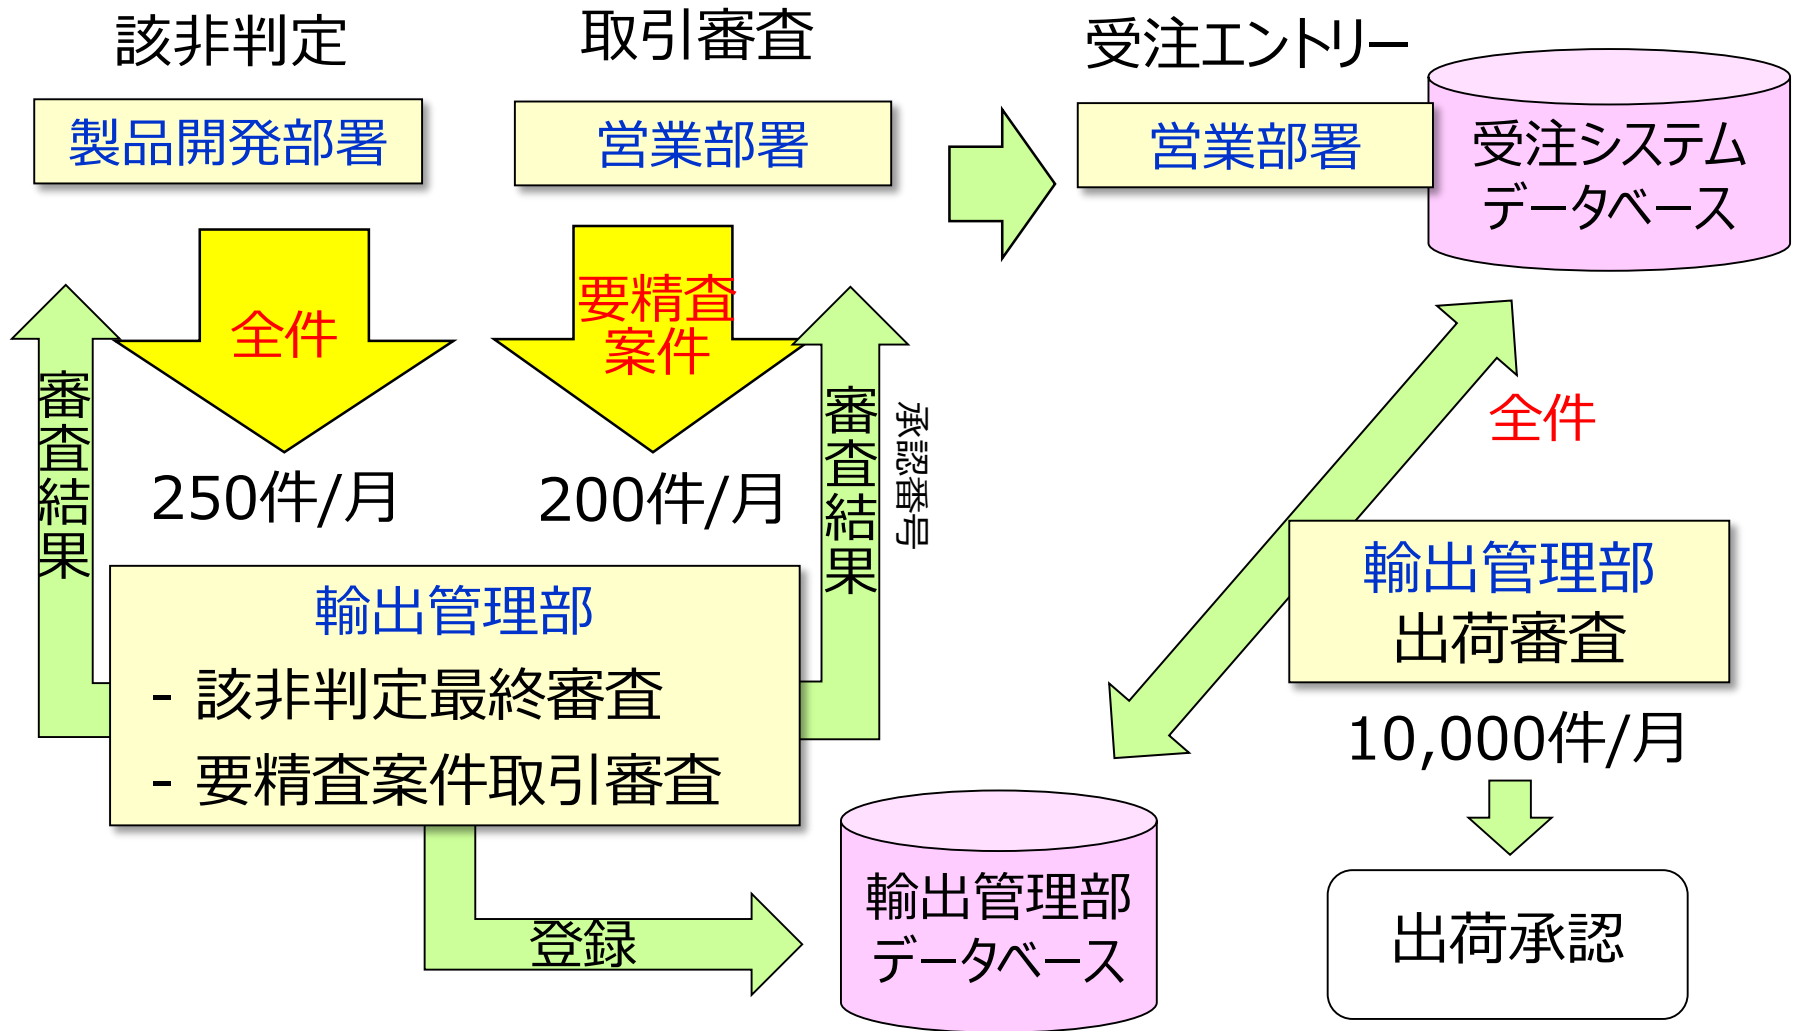 該非判定
取引審査
受注エントリー
製品開発部署
営業部署
営業部署
受注システム
データベース
全件
要精査
案件
審査結果
審査結果
承認番号
全件
250件/月
200件/月
輸出管理部
- 該非判定最終審査
- 要精査案件取引審査
輸出管理部
出荷審査
10,000件/月
登録
輸出管理部
データベース
出荷承認